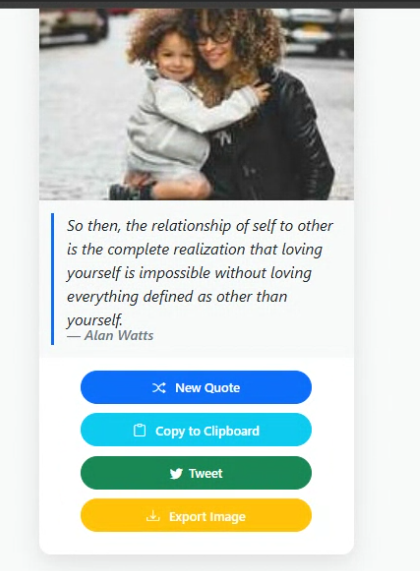 So then, the relationship of self to other
is the complete realization that loving
yourself is impossible without loving
everything defined as other than
yourself.
— Alan Watts
New Quote
Copy to Clipboard
Tweet
Export Image